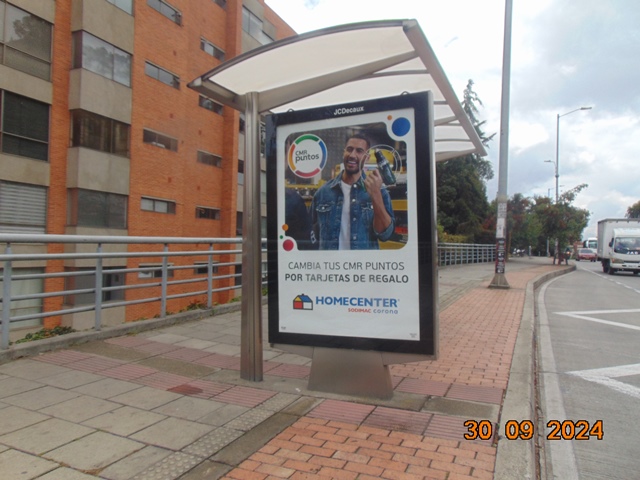 JCDecaux
CMR
puntos
CAMBIA TUS CMR PUNTOS
POR TARJETAS DE REGALO
HOMECENTER
SODIMAC corona
30 09 2024